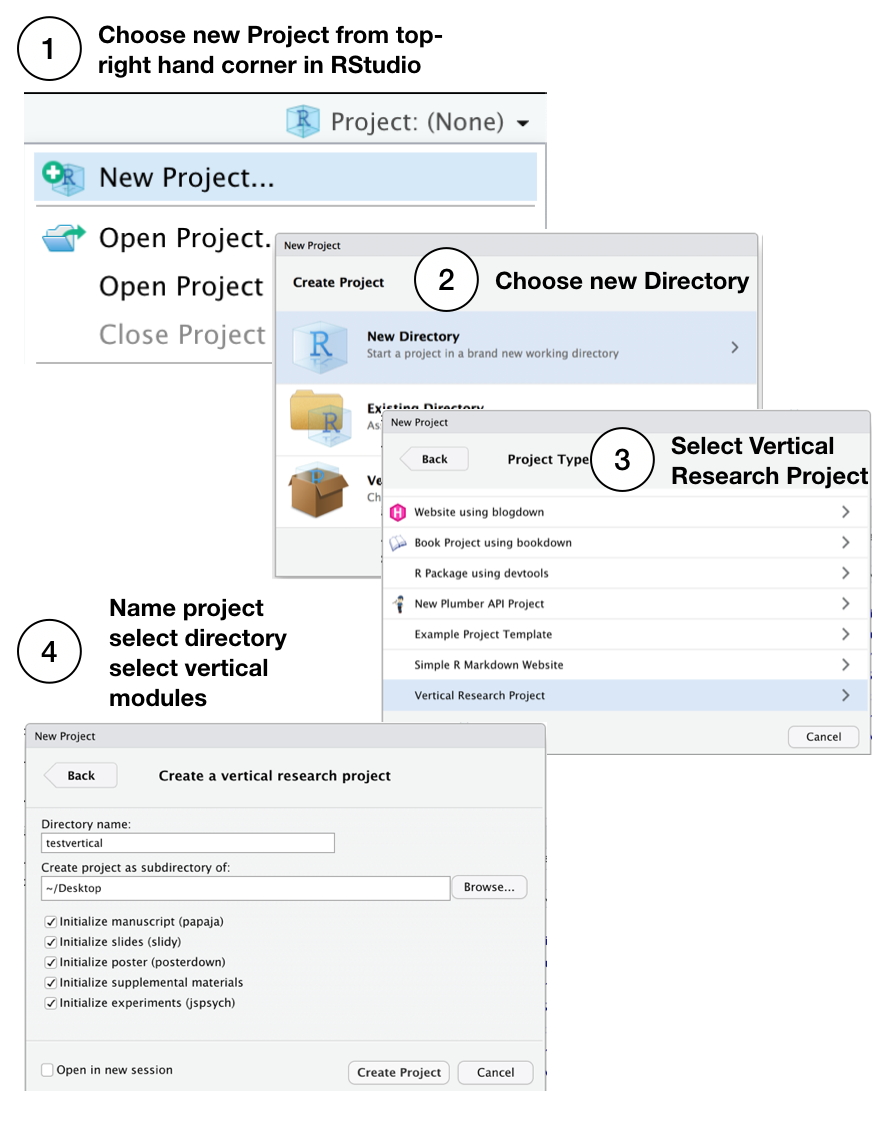 1
Choose new Project from top-
right hand corner in RStudio
R Project: (None)
R New Project...
Open Project.
Open Project
Close Project
New Project
Create Project
2
Choose new Directory
R
New Directory
Start a project in a brand new working directory
R
Existing Directory
As
R
Ve
Ch
New Project
Back
Project Type
3
Select Vertical
Research Project
H Website using blogdown
Book Project using bookdown
R Package using devtools
New Plumber API Project
Example Project Template
Simple R Markdown Website
Vertical Research Project
Cancel
4
Name project
select directory
select vertical
modules
New Project
Back
Create a vertical research project
Directory name:
testvertical
Create project as subdirectory of:
~/Desktop
Browse...
Initialize manuscript (papaja)
Initialize slides (slidy)
Initialize poster (posterdown)
Initialize supplemental materials
Initialize experiments (jspsych)
Open in new session
Create Project
Cancel